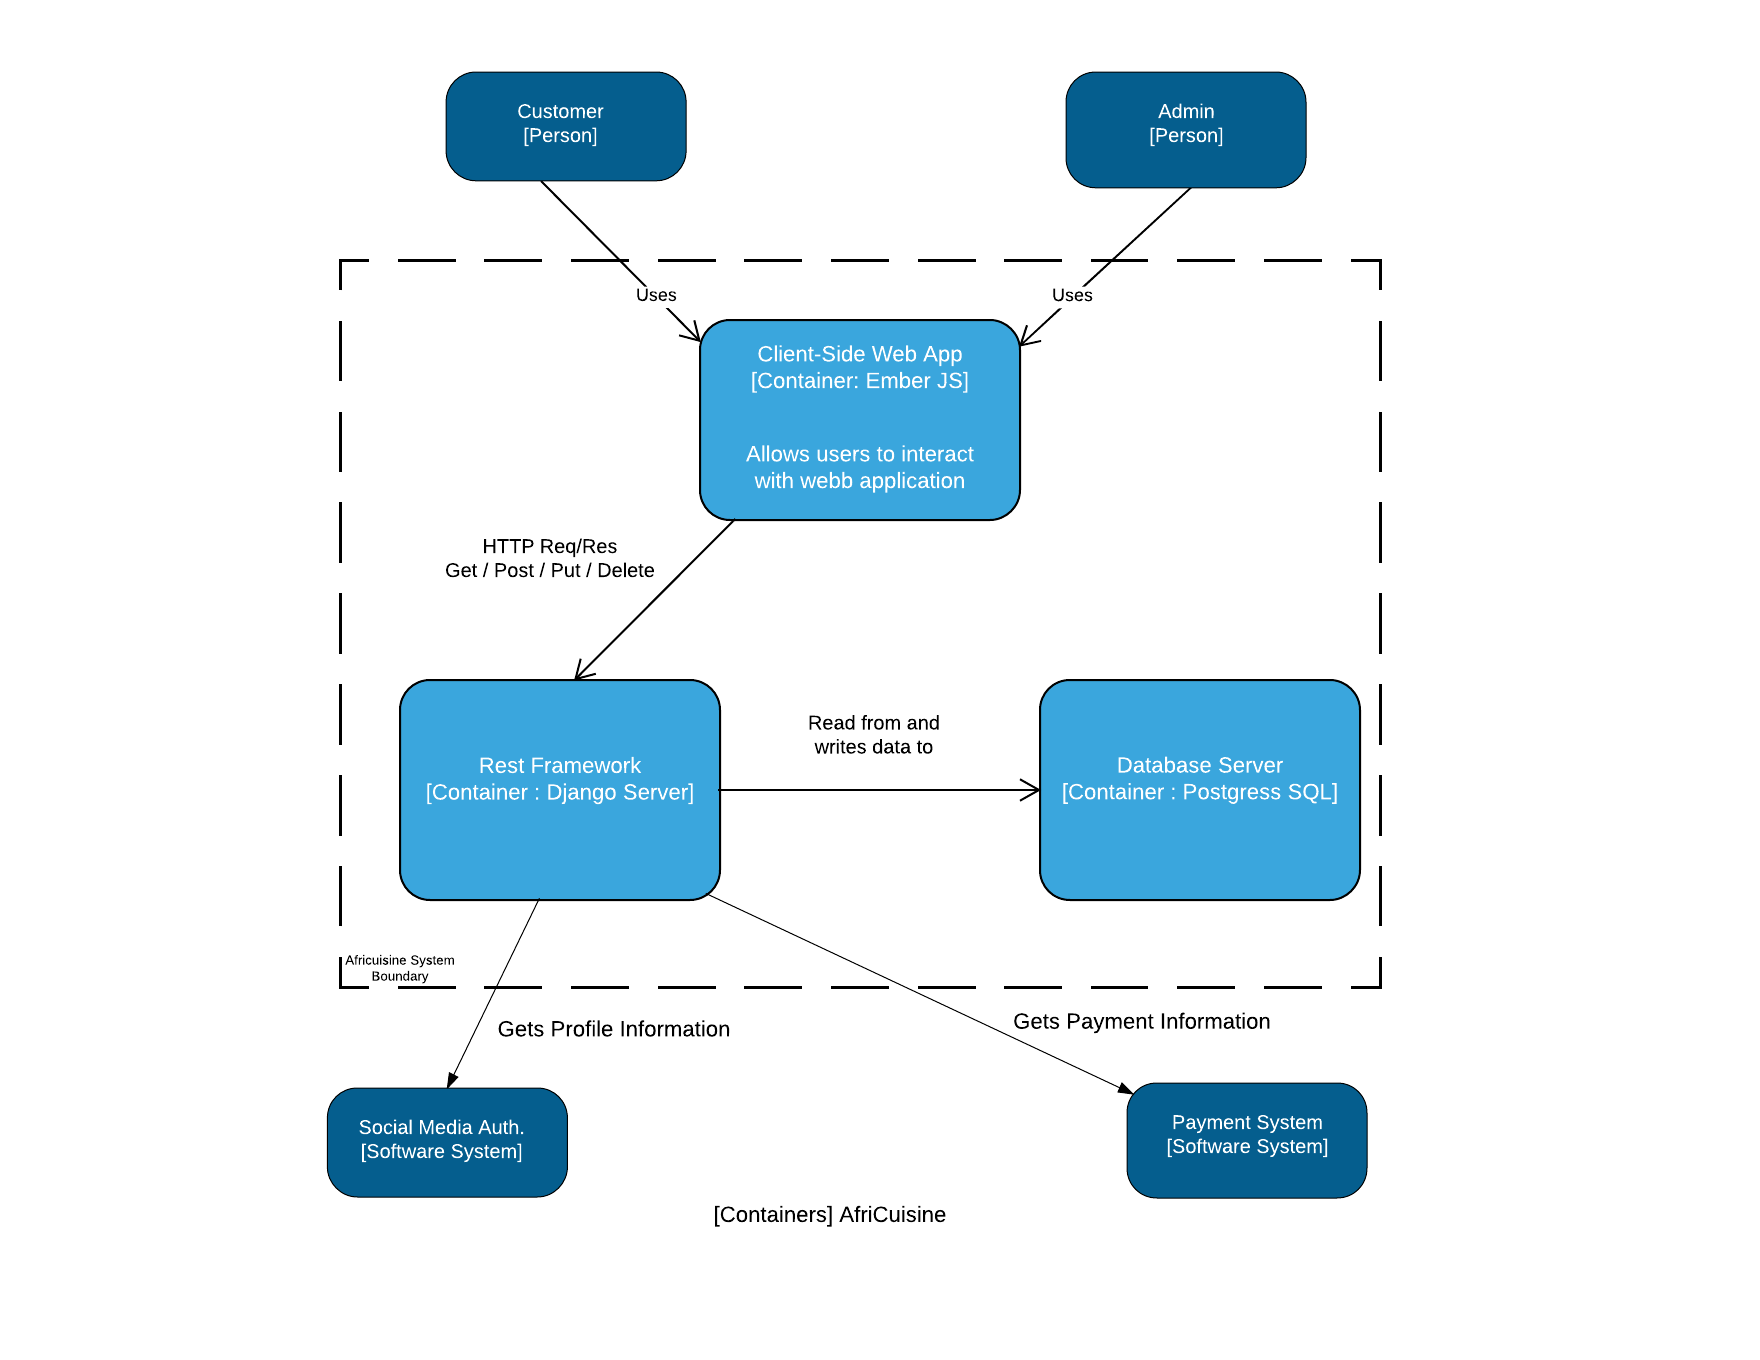 Customer
[Person]
Admin
[Person]
Uses
Uses
Client-Side Web App
[Container: Ember JS]
Allows users to interact
with webb application
HTTP Req/Res
Get / Post / Put / Delete
Rest Framework
[Container : Django Server]
Read from and
writes data to
Database Server
[Container : Postgress SQL]
Africuisine System
Boundary
Gets Profile Information
Gets Payment Information
Social Media Auth.
[Software System]
Payment System
[Software System]
[Containers] AfriCuisine